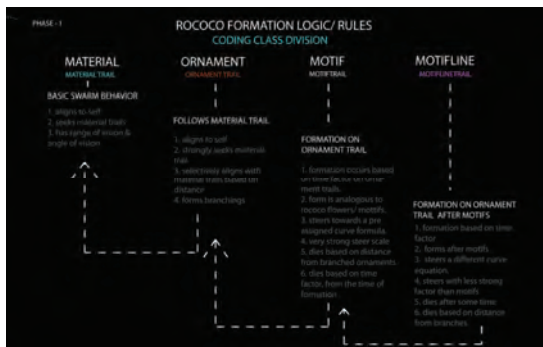 PHASE - 1
ROCOCO FORMATION LOGIC/ RULES
CODING CLASS DIVISION
MATERIAL
MATERIAL TRAIL
BASIC SWARM BEHAVIOR
1. aligns to self
2. seeks material trails
3. has range of vision &
angle of vision
ORNAMENT
ORNAMENT TRAIL
FOLLOWS MATERIAL TRAIL
1. aligns to self
2. strongly seeks material
trail
3. selectively aligns with
material trails based on
distance
4. forms branchings
MOTIF
MOTIFTRAIL
FORMATION ON
ORNAMENT TRAIL
1. formation occurs based
on time factor on orna-
ment trails.
2. form is analogous to
rococo flowers/ motifs.
3. steers towards a pre
assigned curve formula.
4. very strong steer scale
5. dies based on distance
from branched ornaments.
6. dies based on time
factor, from the time of
formation.
MOTIFLINE
MOTIFLINETRAIL
FORMATION ON ORNAMENT
TRAIL AFTER MOTIFS
1. formation based on time
factor
2. forms after motifs.
3. steers a different curve
equation.
4. steers with less strong
factor than motifs
5. dies after some time.
6. dies based on distance
from branches.